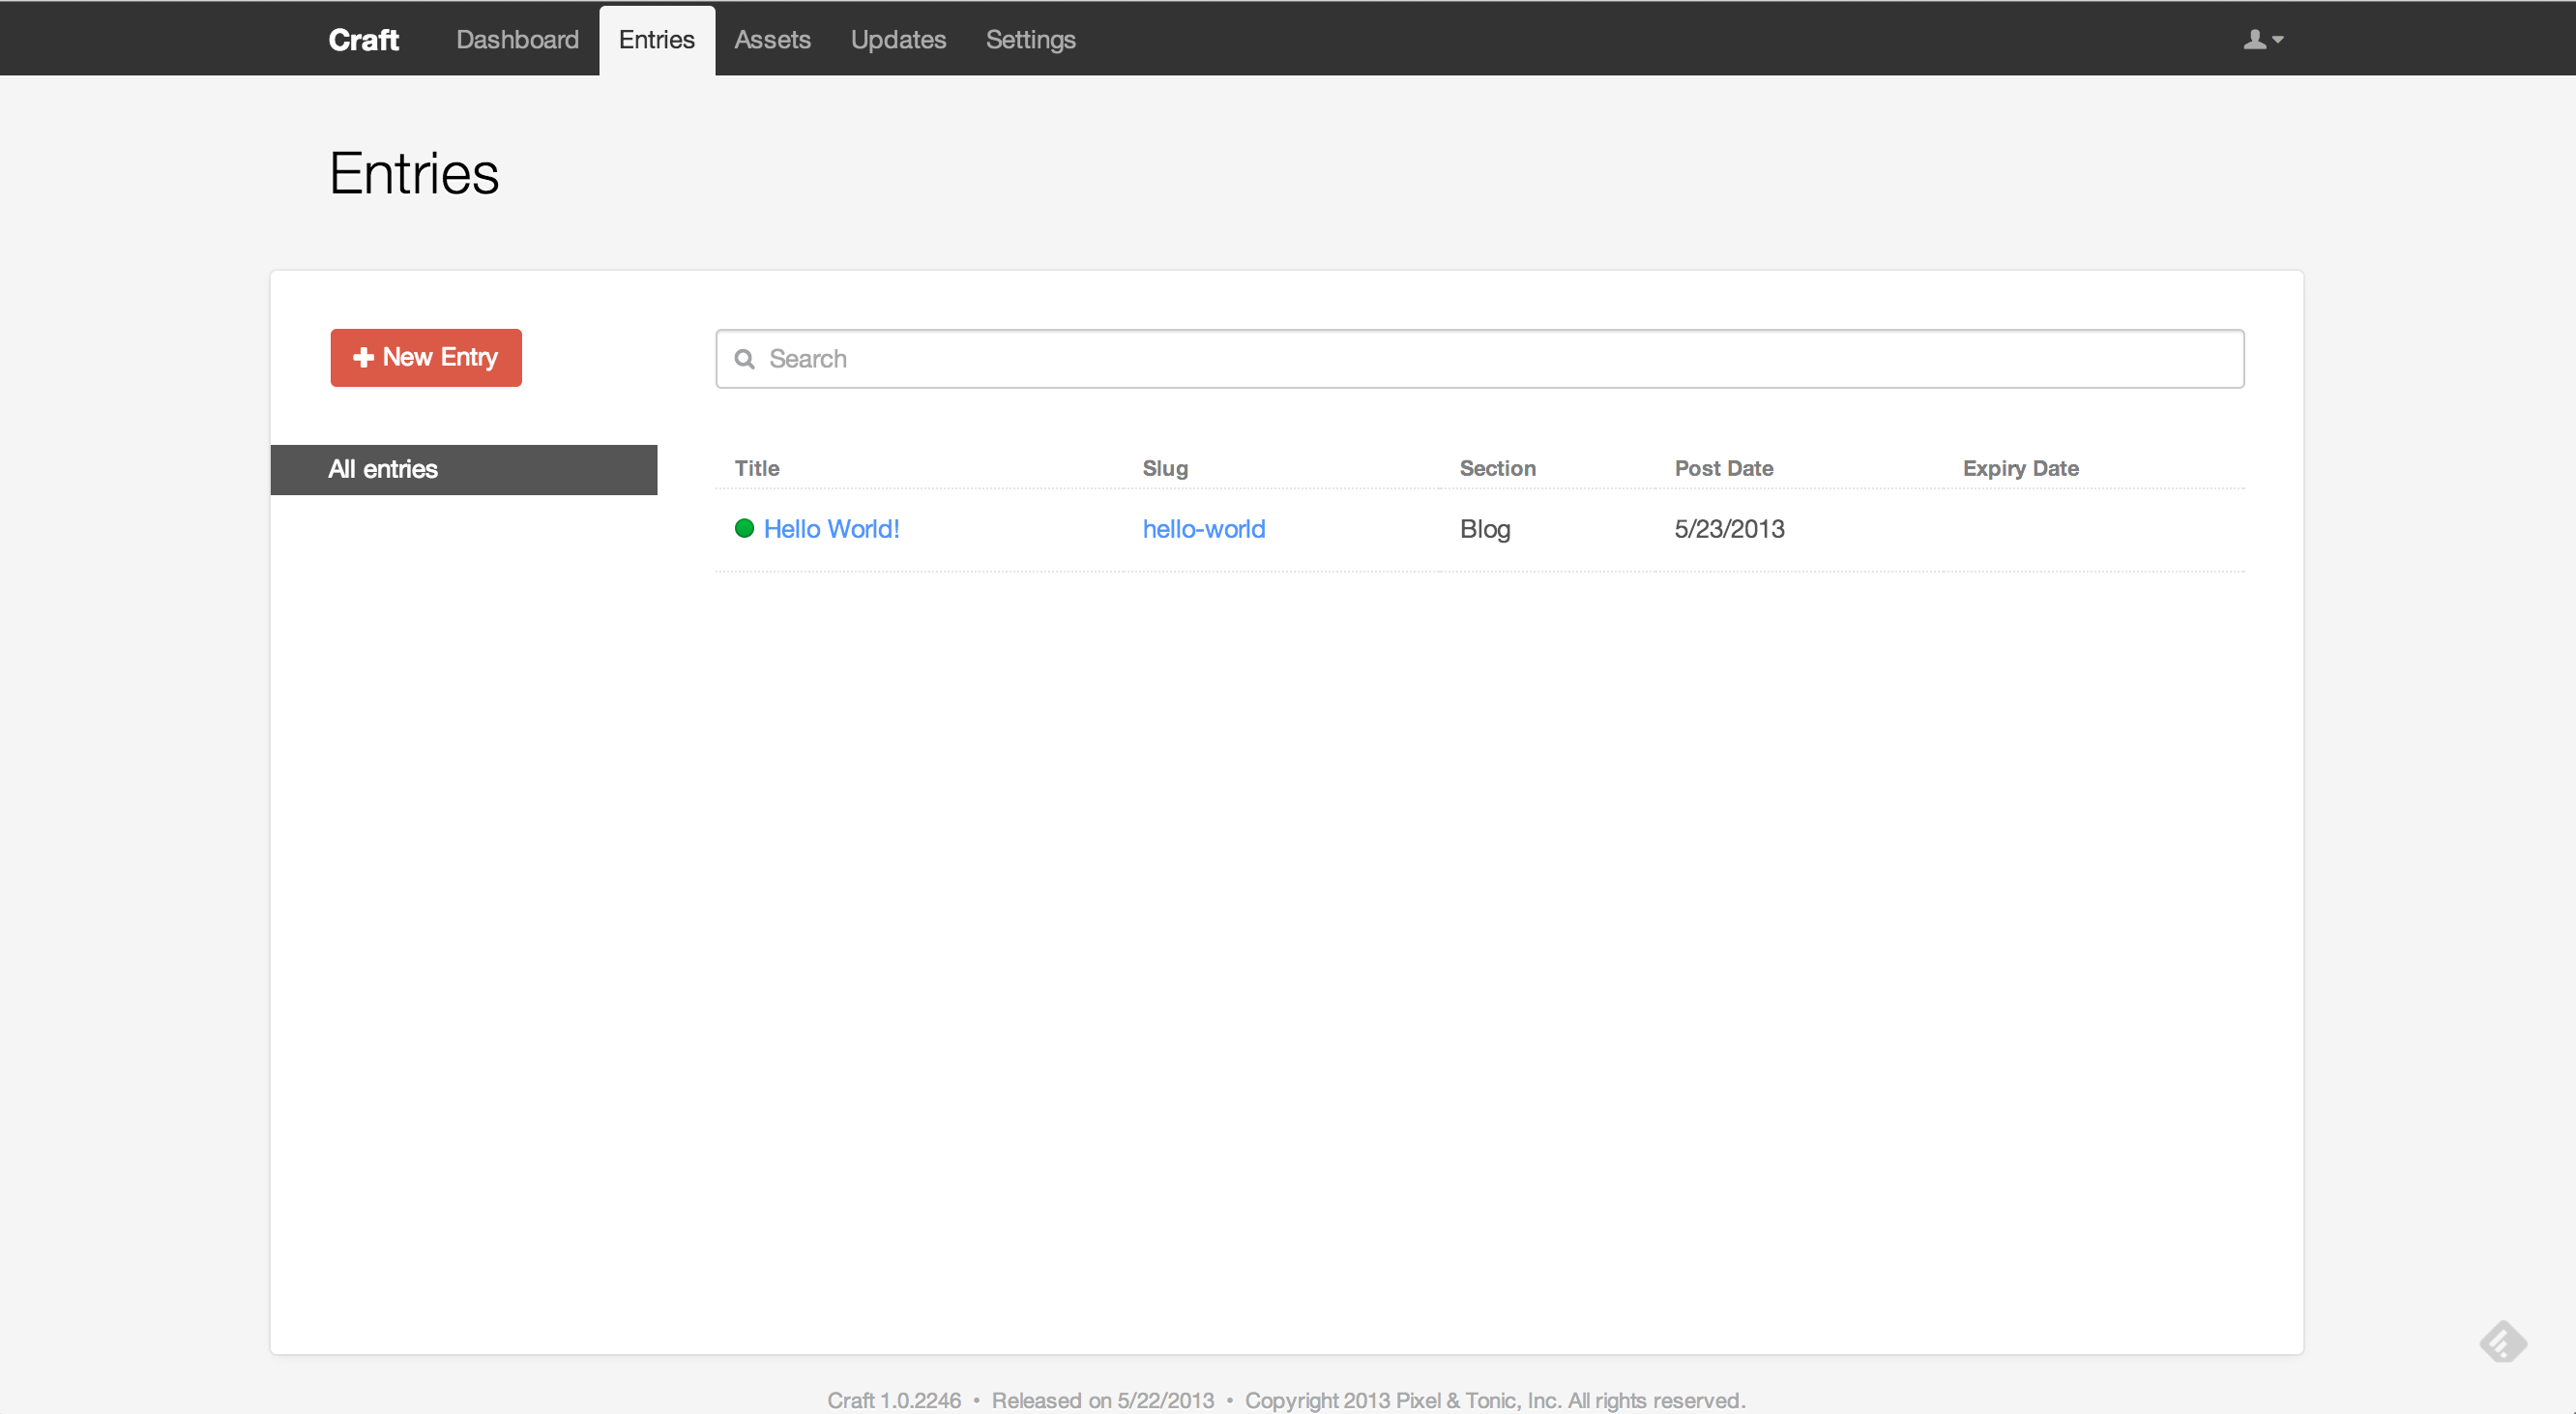 Craft Dashboard Entries Assets Updates Settings
Entries
New Entry Search
All entries
Title Slug Section Post Date Expiry Date
Hello World! hello-world Blog 5/23/2013
Craft 1.0.2246 • Released on 5/22/2013 • Copyright 2013 Pixel & Tonic, Inc. All rights reserved.